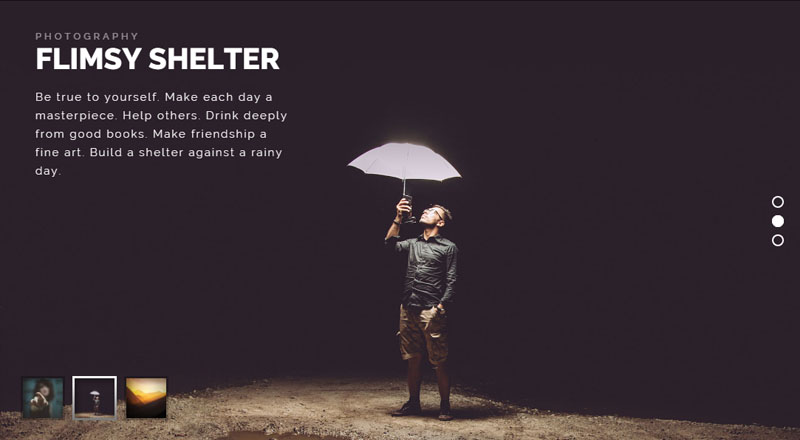 PHOTOGRAPHY
FLIMSY SHELTER
Be true to yourself. Make each day a
masterpiece. Help others. Drink deeply
from good books. Make friendship a
fine art. Build a shelter against a rainy
day.